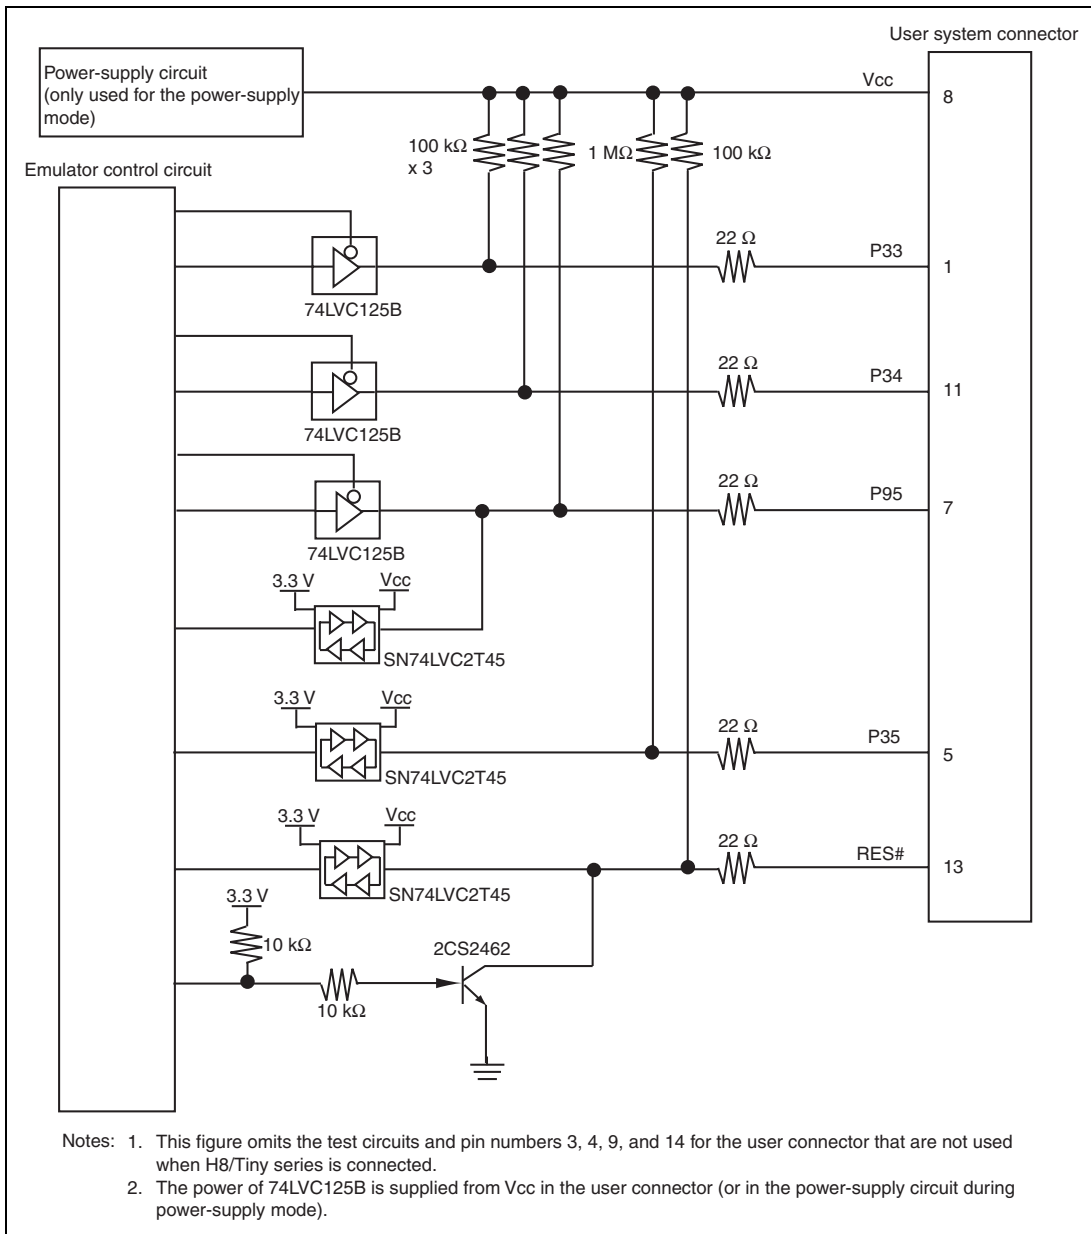 User system connector
Power-supply circuit
(only used for the power-supply
mode)
Vcc
8
100 kΩ
x 3
1 MΩ
100 kΩ
Emulator control circuit
22 Ω
P33
1
74LVC125B
22 Ω
P34
11
74LVC125B
22 Ω
P95
7
74LVC125B
3.3 V
Vcc
SN74LVC2T45
3.3 V
Vcc
22 Ω
P35
5
SN74LVC2T45
3.3 V
Vcc
22 Ω
RES#
13
SN74LVC2T45
3.3 V
10 kΩ
2CS2462
10 kΩ
Notes: 1. This figure omits the test circuits and pin numbers 3, 4, 9, and 14 for the user connector that are not used
when H8/Tiny series is connected.
2. The power of 74LVC125B is supplied from Vcc in the user connector (or in the power-supply circuit during
power-supply mode).